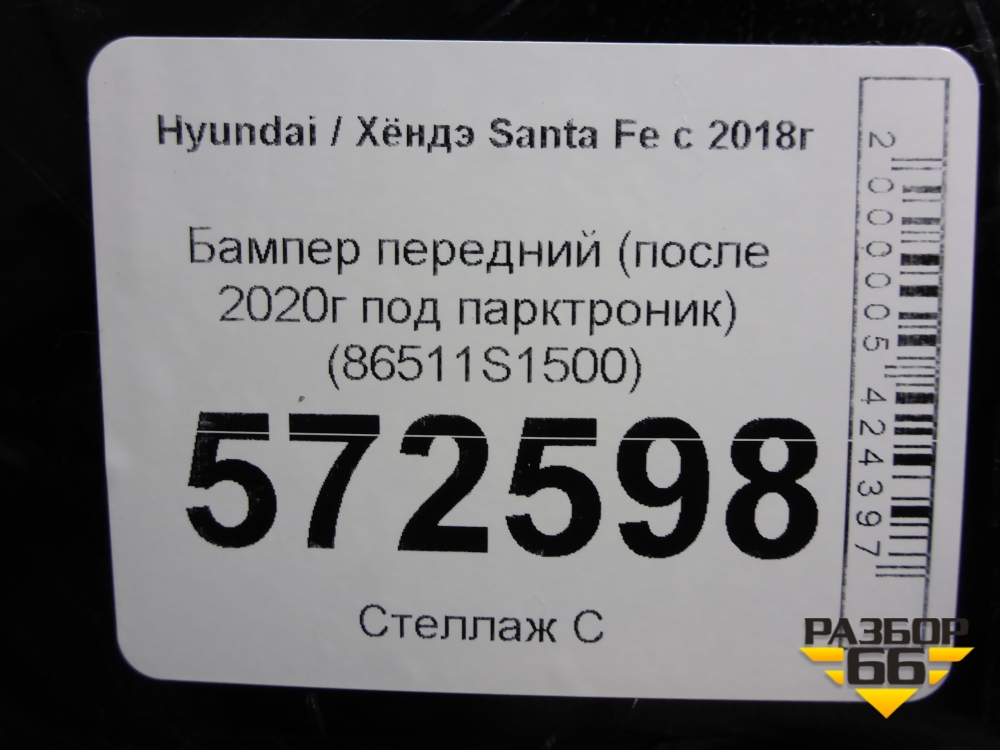 Hyundai / Хёндэ Santa Fe с 2018г
Бампер передний (после
2020г под парктроник)
(86511S1500)
572598
Стеллаж С
2000005424397
РАЗБОР
66